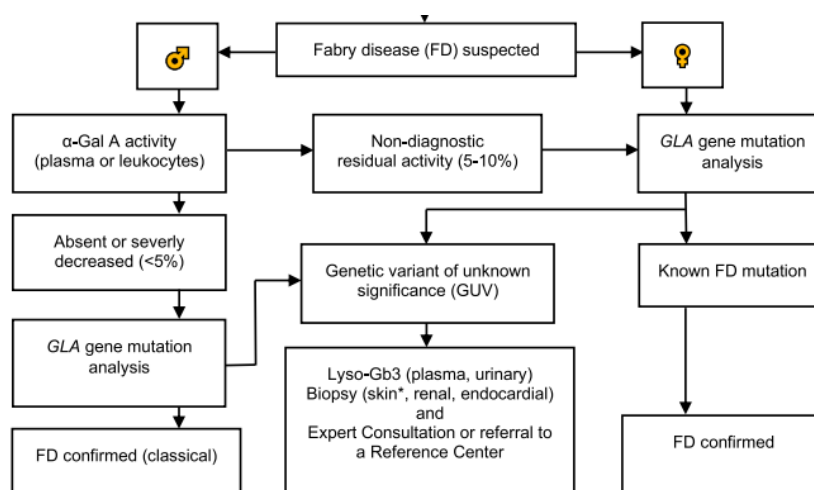 Fabry disease (FD) suspected
α-Gal A activity
(plasma or leukocytes)
Non-diagnostic
residual activity (5-10%)
GLA gene mutation
analysis
Absent or severly
decreased (<5%)
Genetic variant of unknown
significance (GUV)
Known FD mutation
GLA gene mutation
analysis
Lyso-Gb3 (plasma, urinary)
Biopsy (skin*, renal, endocardial)
and
Expert Consultation or referral to
a Reference Center
FD confirmed (classical)
FD confirmed